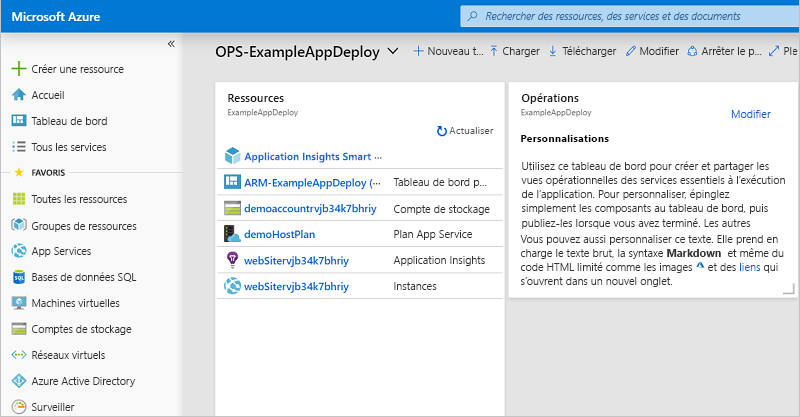 Microsoft Azure
Rechercher des ressources, des services et des documents
«
Créer une ressource
Accueil
Tableau de bord
Tous les services
FAVORIS
Toutes les ressources
Groupes de ressources
App Services
Bases de données SQL
Machines virtuelles
Comptes de stockage
Réseaux virtuels
Azure Active Directory
Surveiller
OPS-ExampleAppDeploy
Nouveau t... Charger Télécharger Modifier Arrêter le p... Ple
Ressources
ExampleAppDeploy
Actualiser
Application Insights Smart ...
ARM-ExampleAppDeploy (... Tableau de bord p...
demoaccountrvjb34k7bhriy Compte de stockage
demoHostPlan Plan App Service
webSitervjb34k7bhriy Application Insights
webSitervjb34k7bhriy Instances
Opérations
ExampleAppDeploy
Modifier
Personnalisations
Utilisez ce tableau de bord pour créer et partager les
vues opérationnelles des services essentiels à l'exécution
de l'application. Pour personnaliser, épinglez
simplement les composants au tableau de bord, puis
publiez-les lorsque vous avez terminé. Les autres
Vous pouvez aussi personnaliser ce texte. Elle prend en
charge le texte brut, la syntaxe Markdown et même du
code HTML limité comme les images et des liens qui
s'ouvrent dans un nouvel onglet.